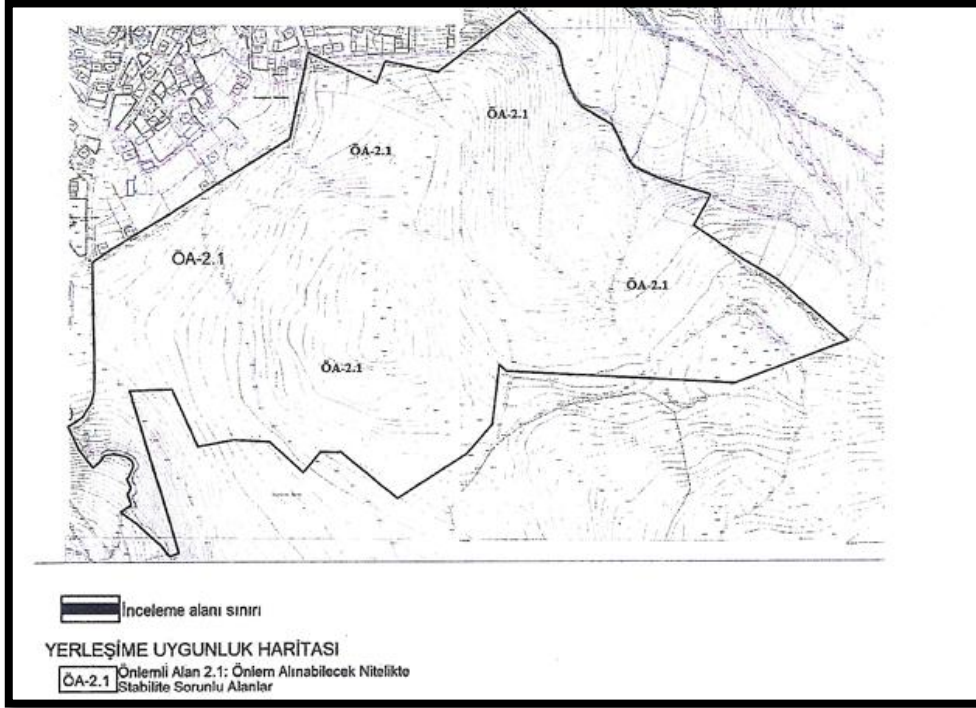 ÖA-2.1
ÖA-2.1
ÖA-2.1
ÖA-2.1
ÖA-2.1
İnceleme alanı sınırı
YERLEŞİME UYGUNLUK HARİTASI
ÖA-2.1 Önlemli Alan 2.1: Önlem Alınabilecek Nitelikte
Stabilite Sorunlu Alanlar